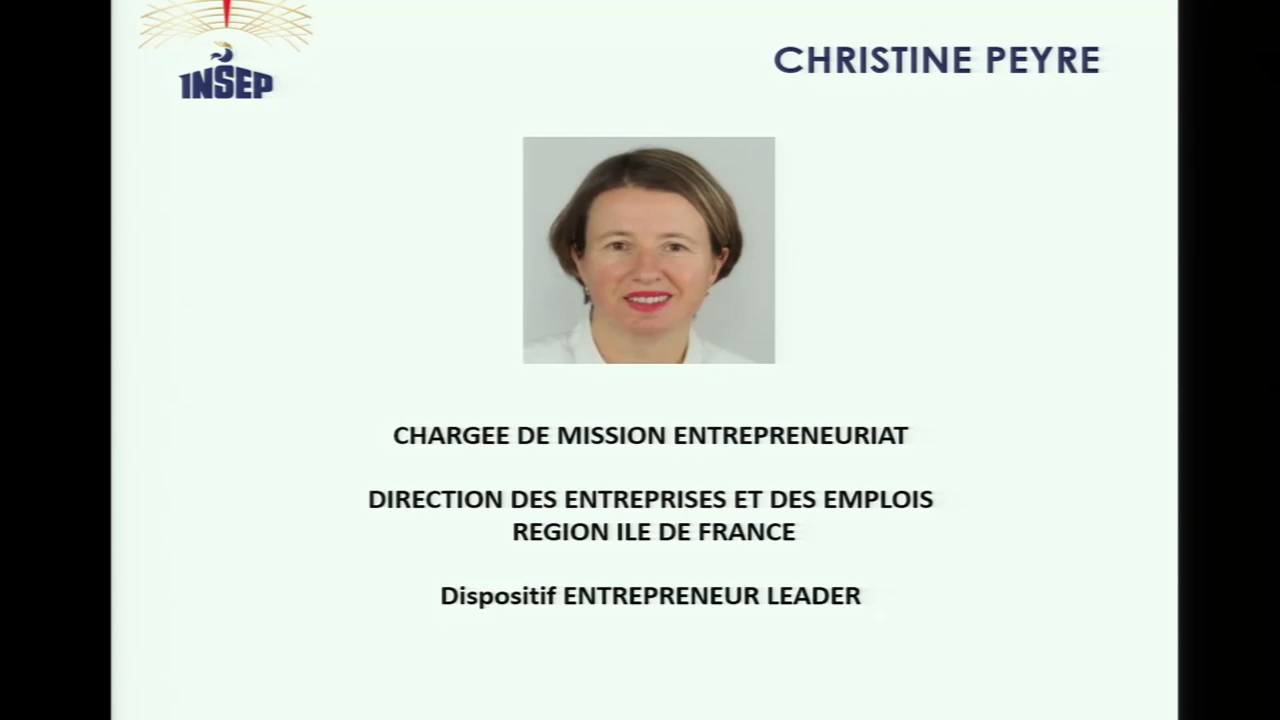 INSEP
CHRISTINE PEYRE
CHARGEE DE MISSION ENTREPRENEURIAT
DIRECTION DES ENTREPRISES ET DES EMPLOIS
REGION ILE DE FRANCE
Dispositif ENTREPRENEUR LEADER